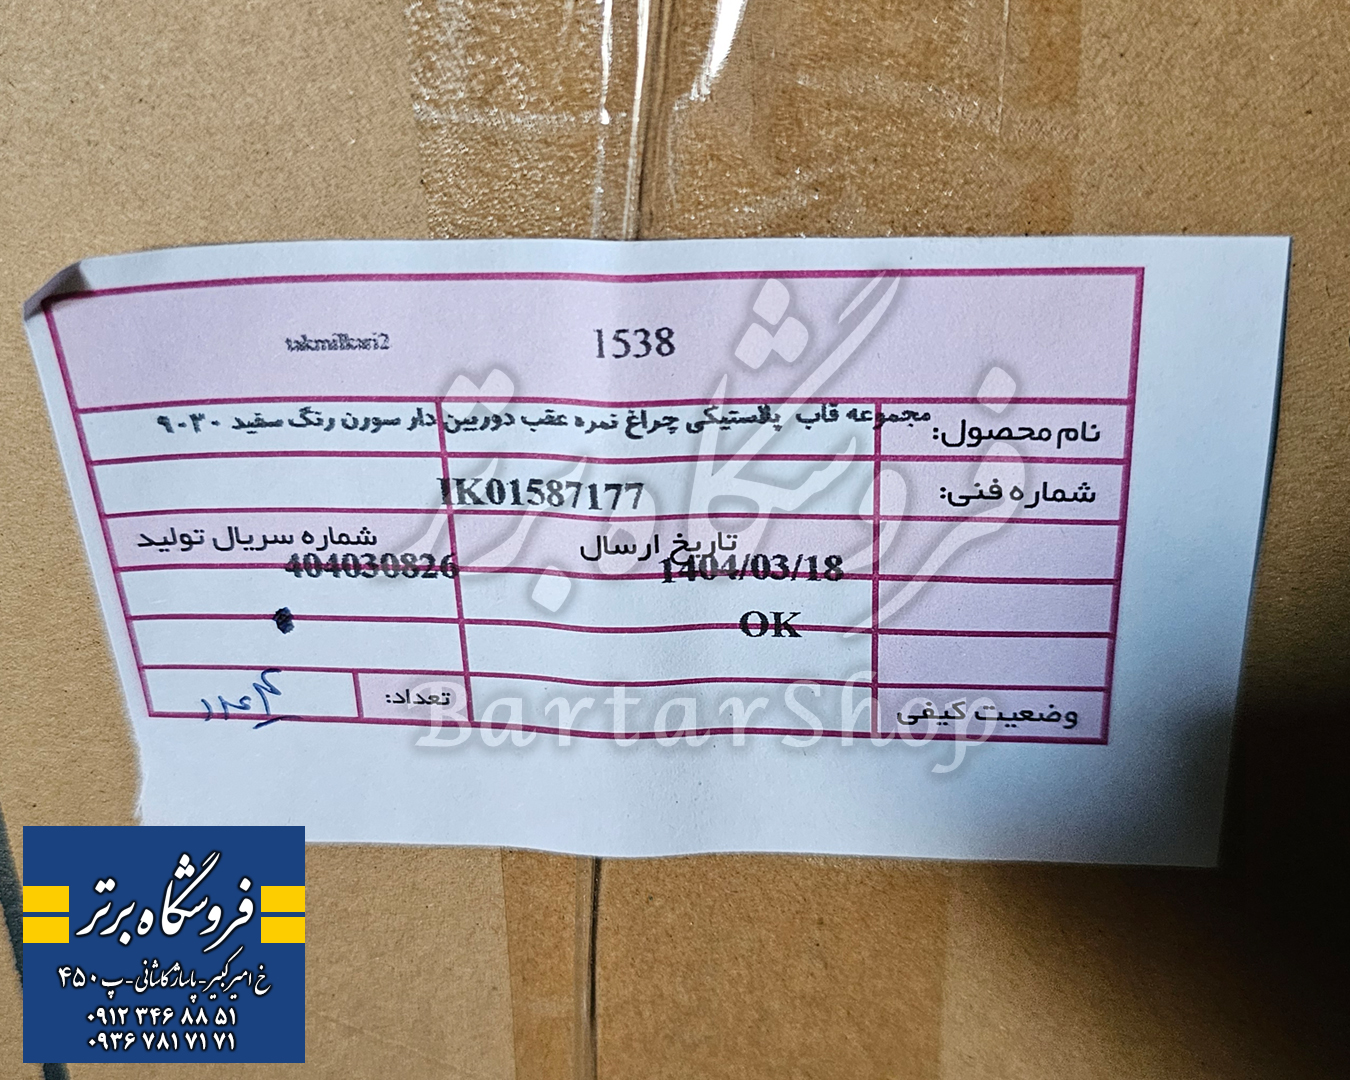 1538
takmilkari2
نام محصول: مجموعه قاب پلاستیکی چراغ نمره عقب دوربین دار سورن رنگ سفید ۹۰۳۰
شماره فنی: IK01587177
تاریخ ارسال
شماره سریال تولید
1404/03/18
404030826
OK
وضعیت کیفی
تعداد:
فروشگاه برتر
BartarShop
فروشگاه برتر
خ امیرکبیر-پاساژ کاشانی-پ ۴۵۰
۰۹۱۲ ۳۴۶ ۸۸ ۵۱
۰۹۳۶ ۷۸۱ ۷۱ ۷۱